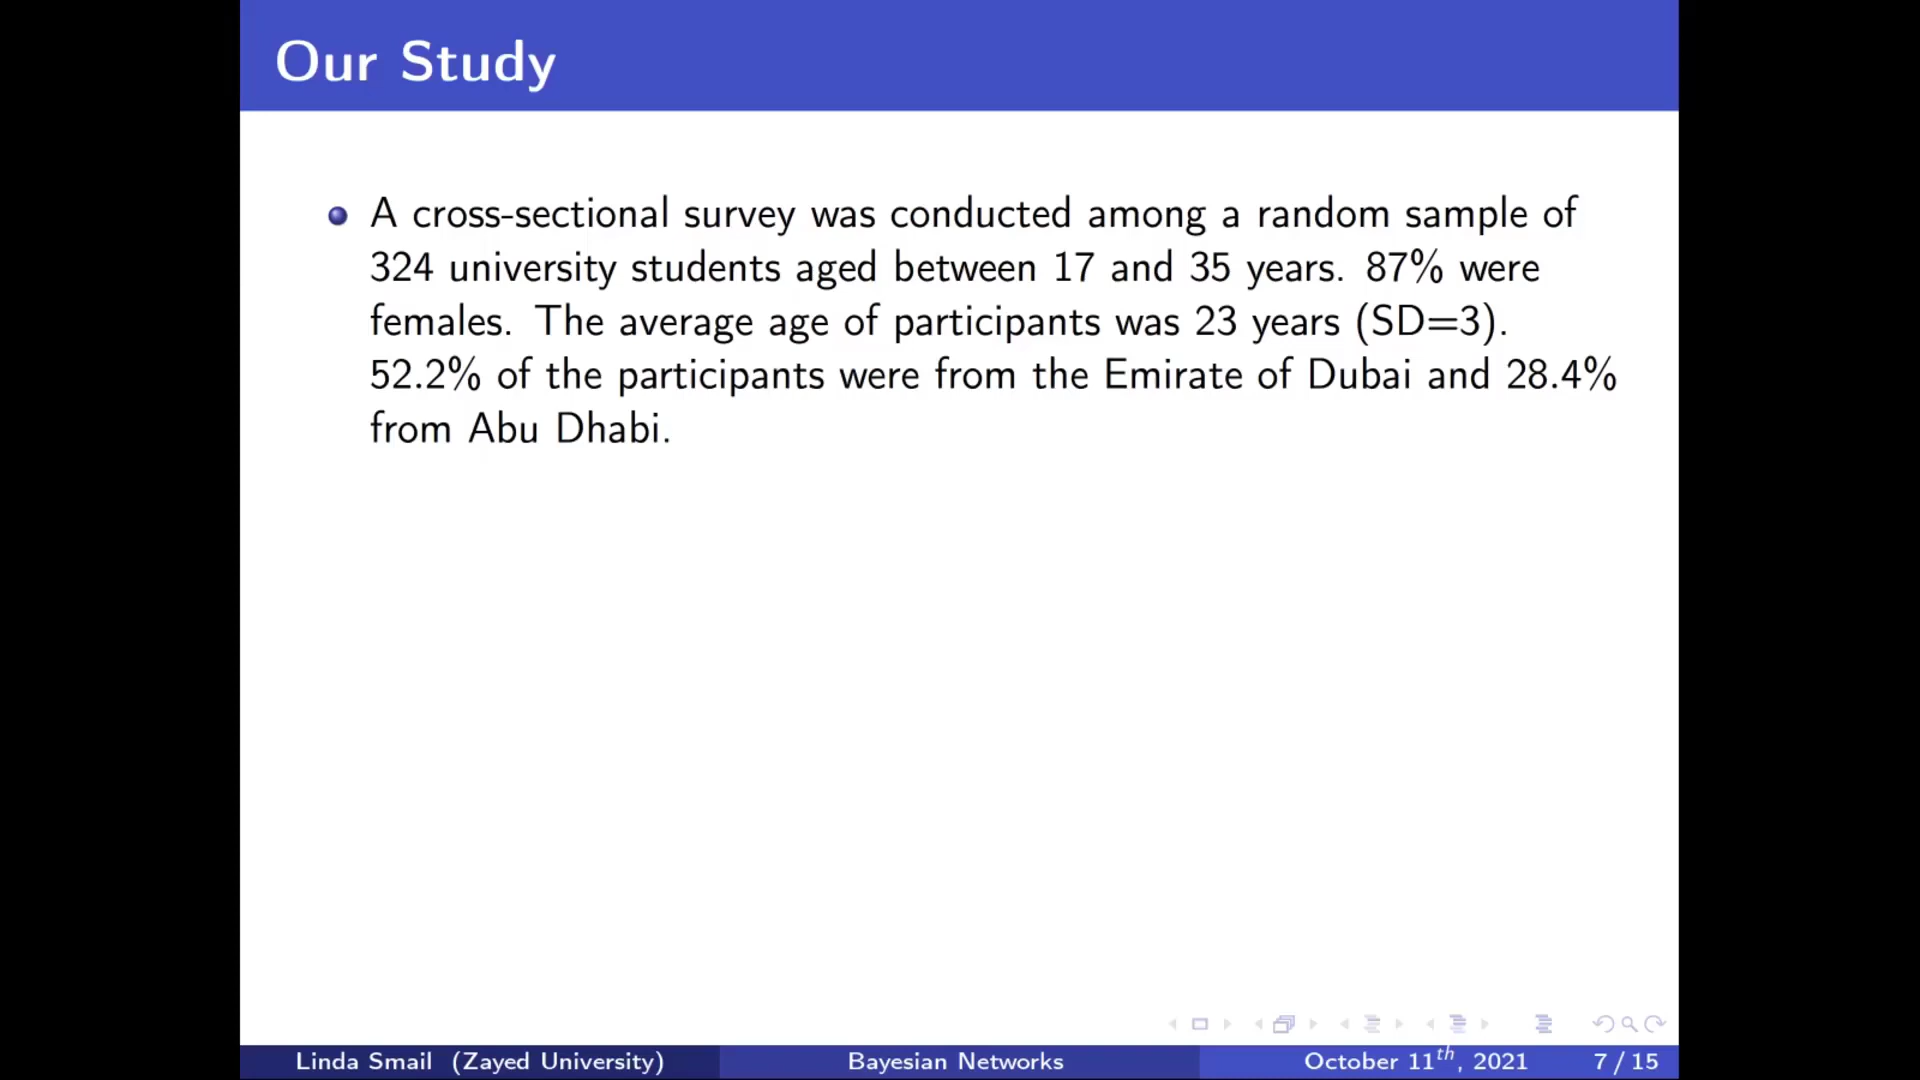 Our Study
A cross-sectional survey was conducted among a random sample of
324 university students aged between 17 and 35 years. 87% were
females. The average age of participants was 23 years (SD=3).
52.2% of the participants were from the Emirate of Dubai and 28.4%
from Abu Dhabi.
Linda Smail (Zayed University) Bayesian Networks October 11th, 2021 7 / 15